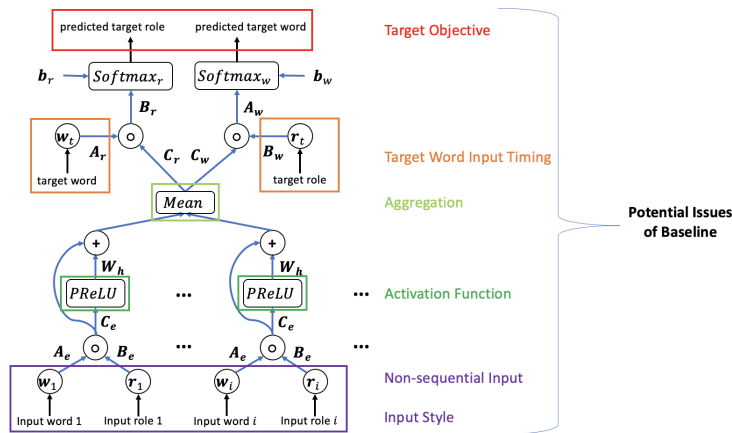 predicted target role predicted target word Target Objective
b_r Softmax_r Softmax_w b_w
B_r A_w
w_t r_t
A_r C_r C_w B_w
target word target role Target Word Input Timing
Mean Aggregation
Potential Issues
of Baseline
+ +
W_h W_h
PReLU ... PReLU ... Activation Function
C_e C_e
... ...
A_e B_e A_e B_e
w_1 r_1 w_i r_i Non-sequential Input
Input word 1 Input role 1 Input word i Input role i Input Style